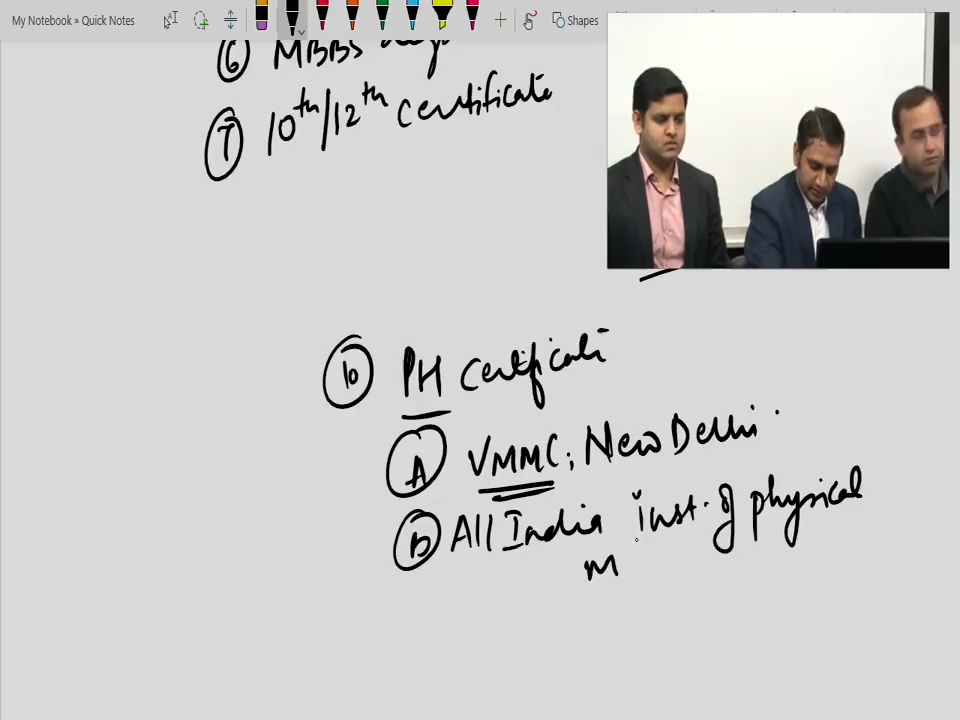 My Notebook » Quick Notes
Shapes
6 MBBS
7 10th/12th certificate
10 PH certificate
A VMMC; New Delhi
B All India inst. of physical
M